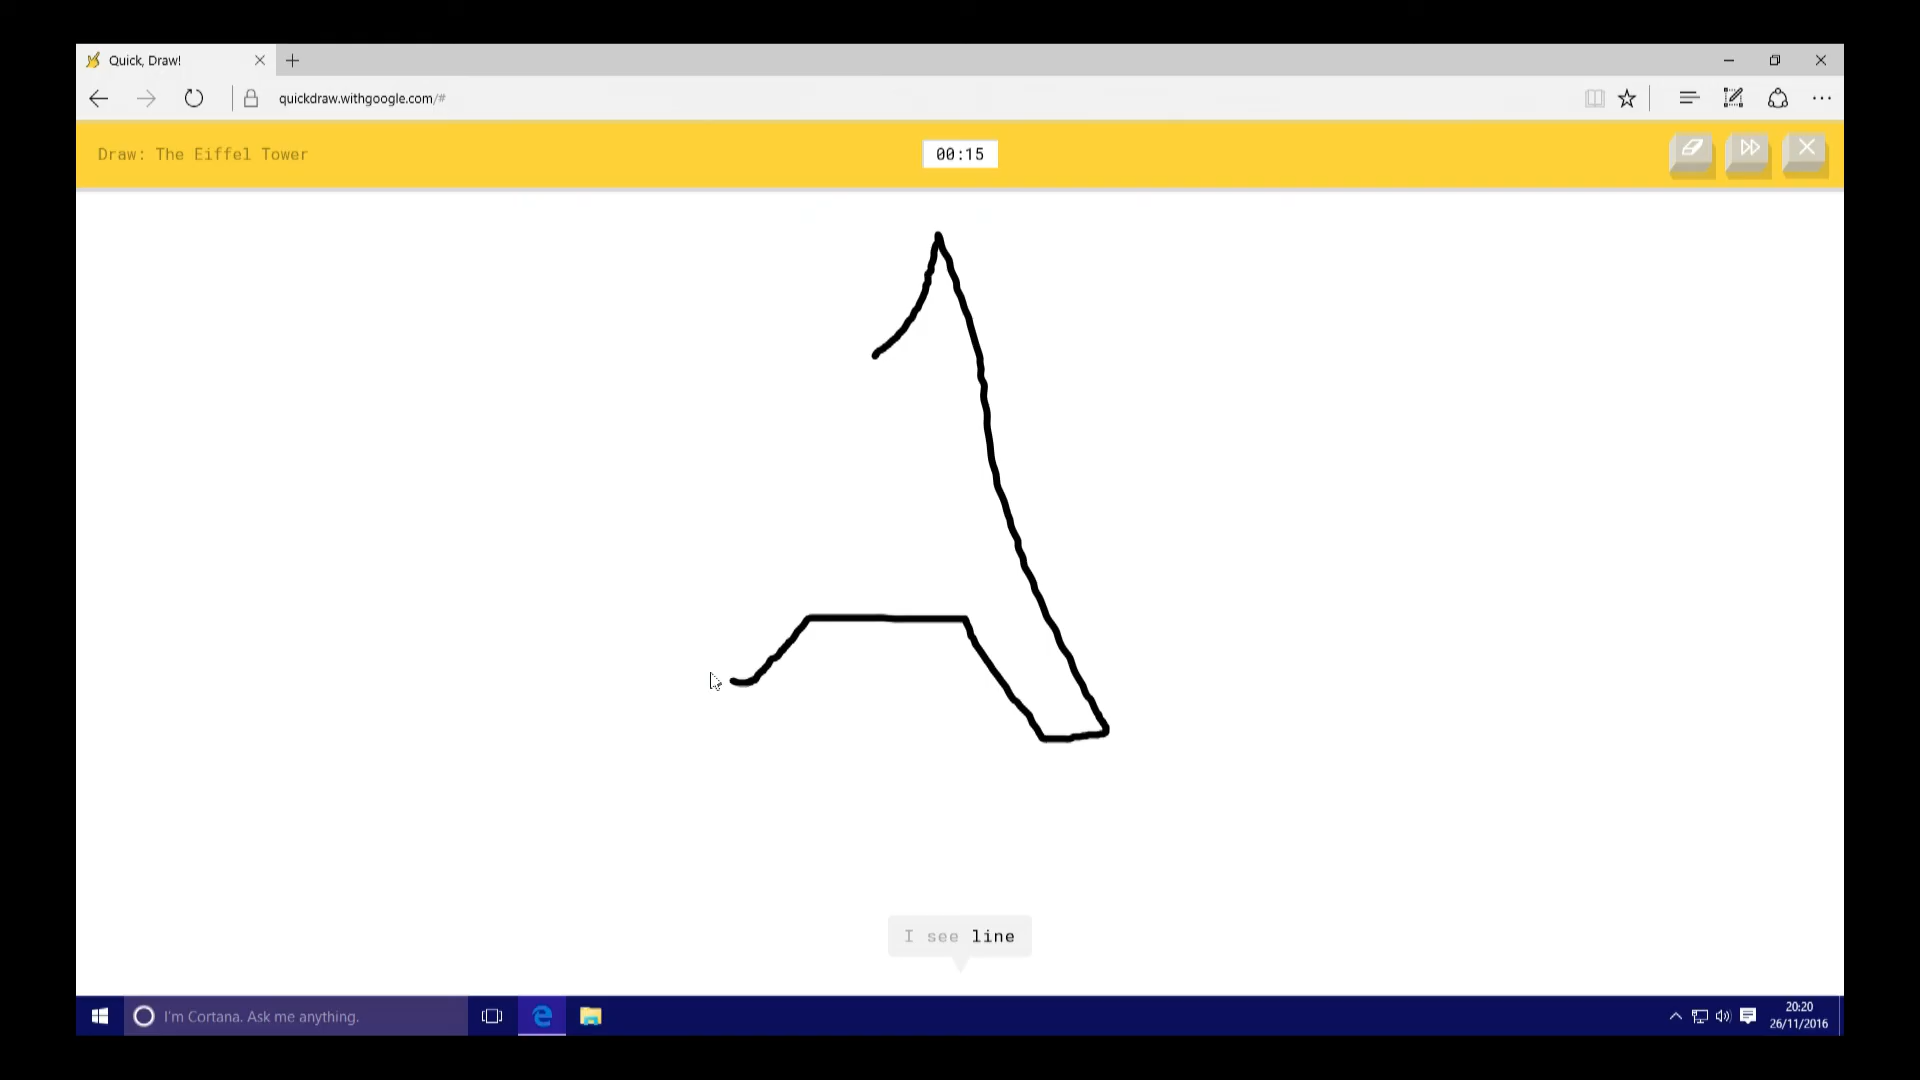 Quick, Draw!
quickdraw.withgoogle.com/#
Draw: The Eiffel Tower
00:15
I see line
I'm Cortana. Ask me anything.
20:20
26/11/2016